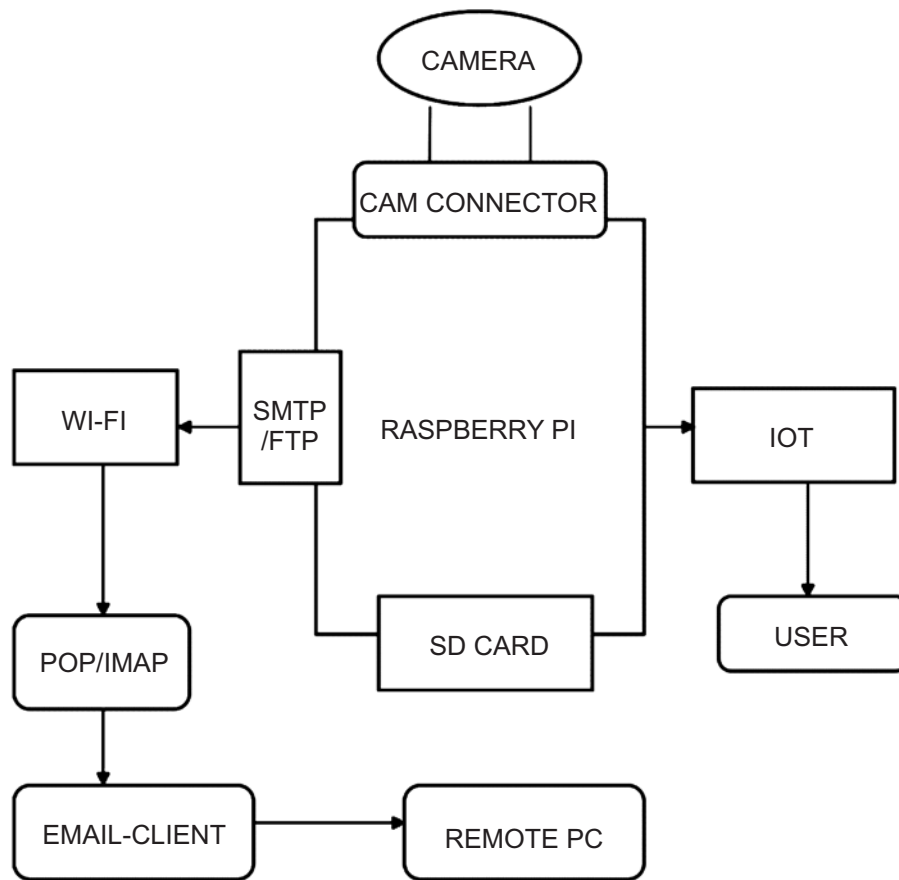 CAMERA
CAM CONNECTOR
WI-FI
SMTP
/FTP
RASPBERRY PI
IOT
POP/IMAP
SD CARD
USER
EMAIL-CLIENT
REMOTE PC